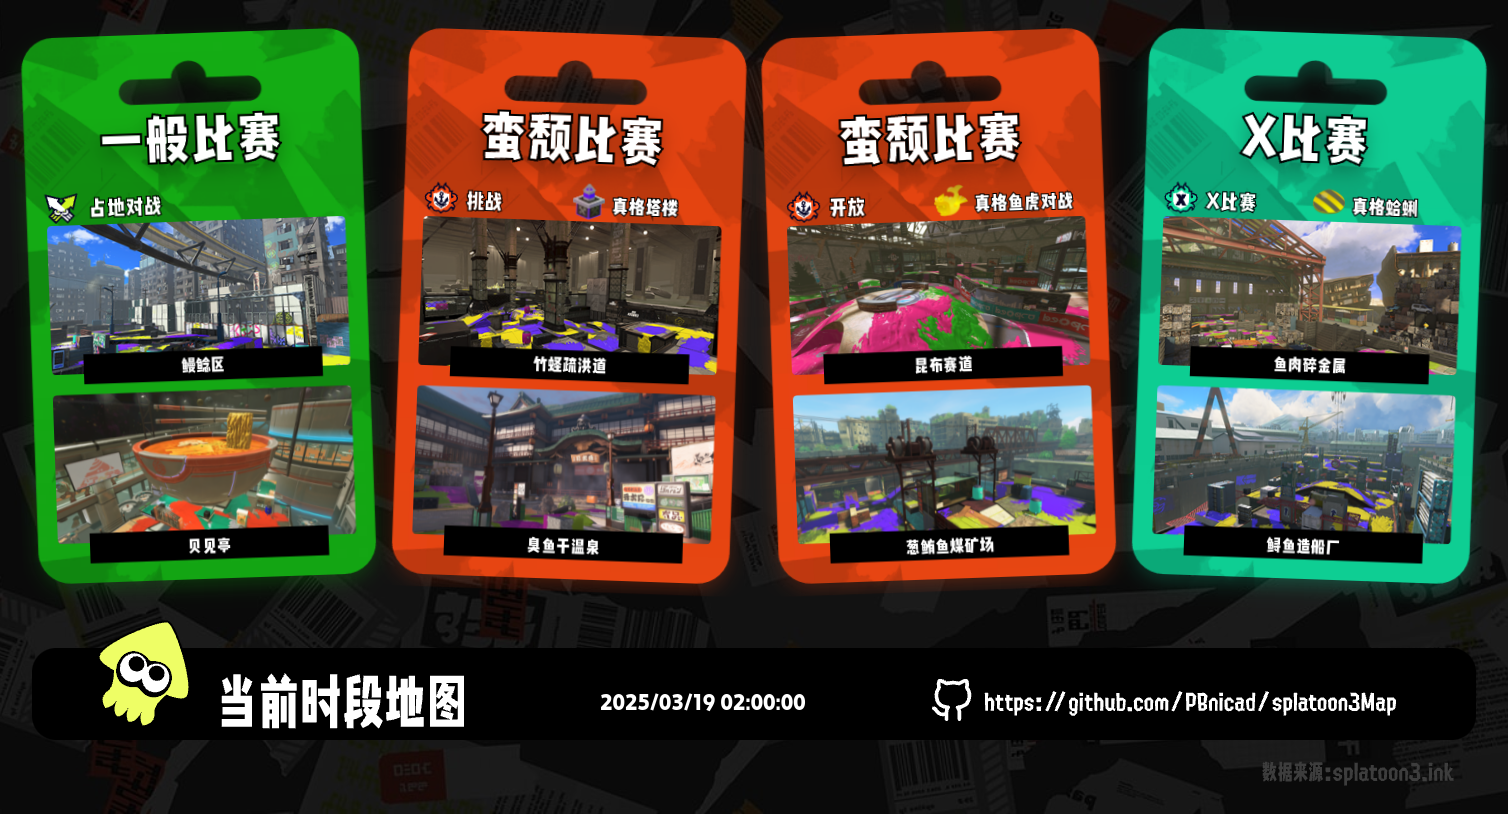 一般比赛
占地对战
鳗鲶区
贝见亭
蛮颓比赛
挑战
真格塔楼
竹蛏疏洪道
臭鱼干温泉
蛮颓比赛
开放
真格鱼虎对战
昆布赛道
葱鲔鱼煤矿场
X比赛
X比赛
真格蛤蜊
鱼肉碎金属
鲟鱼造船厂
当前时段地图
2025/03/19 02:00:00
https://github.com/PBnicad/splatoon3Map
数据来源:splatoon3.ink